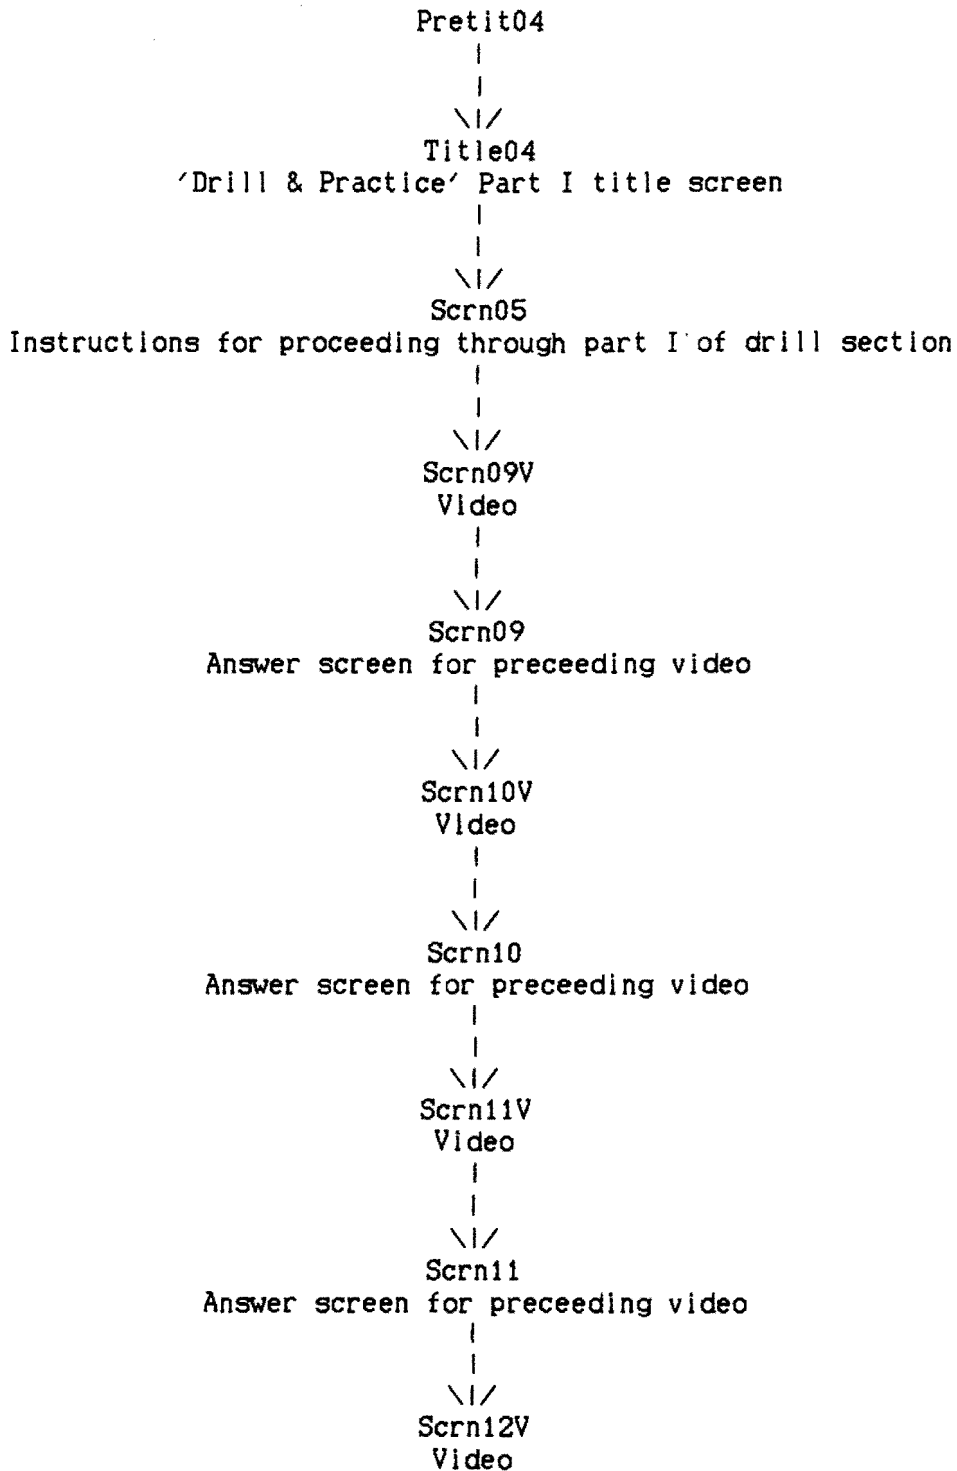 Pretit04
|
|
\|/
Title04
'Drill & Practice' Part I title screen
|
|
\|/
Scrn05
Instructions for proceeding through part I of drill section
|
|
\|/
Scrn09V
Video
|
|
\|/
Scrn09
Answer screen for preceeding video
|
|
\|/
Scrn10V
Video
|
|
\|/
Scrn10
Answer screen for preceeding video
|
|
\|/
Scrn11V
Video
|
|
\|/
Scrn11
Answer screen for preceeding video
|
|
\|/
Scrn12V
Video